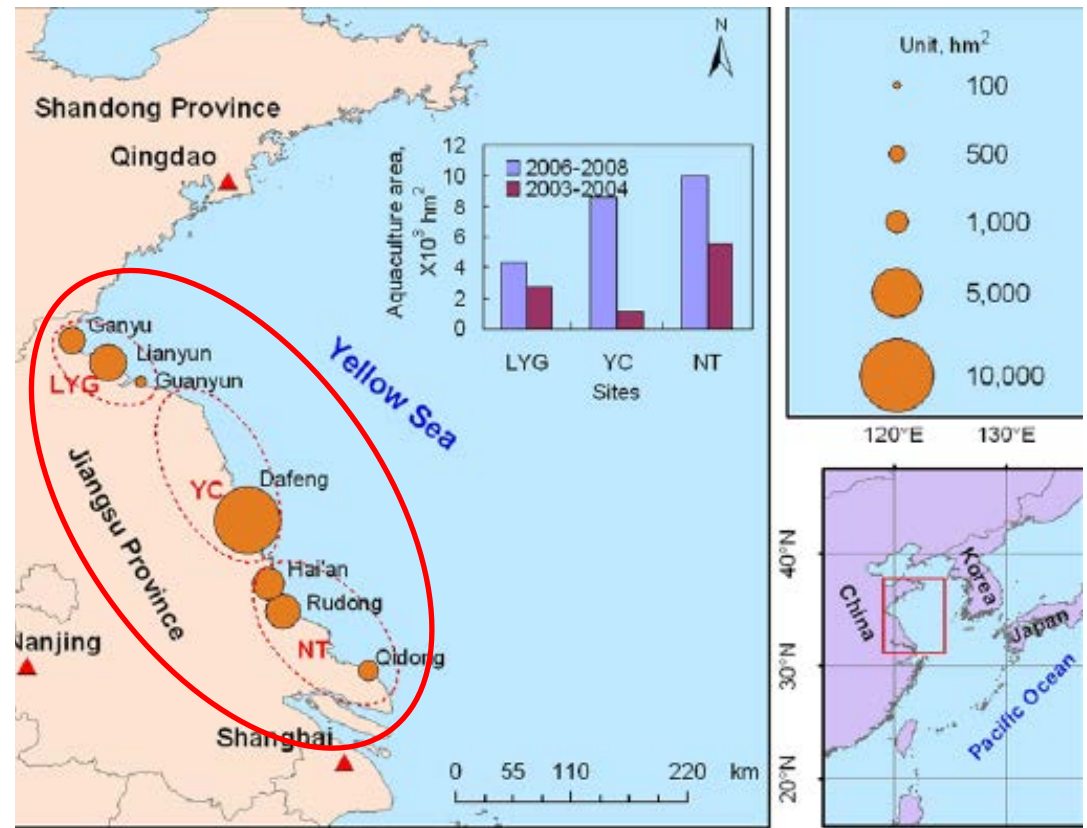 Shandong Province
Qingdao
N
Ganyu
Lianyun
Guanyun
LYG
Yellow Sea
Jiangsu Province
YC
Dafeng
Hai'an
Rudong
NT
Qidong
Nanjing
Shanghai
0 55 110 220 km
Aquaculture area,
X10³ hm²
12
10
8
6
4
2
0
2006-2008
2003-2004
LYG YC NT
Sites
Unit, hm²
100
500
1,000
5,000
10,000
120°E 130°E
40°N
30°N
20°N
China
Korea
Japan
Pacific Ocean